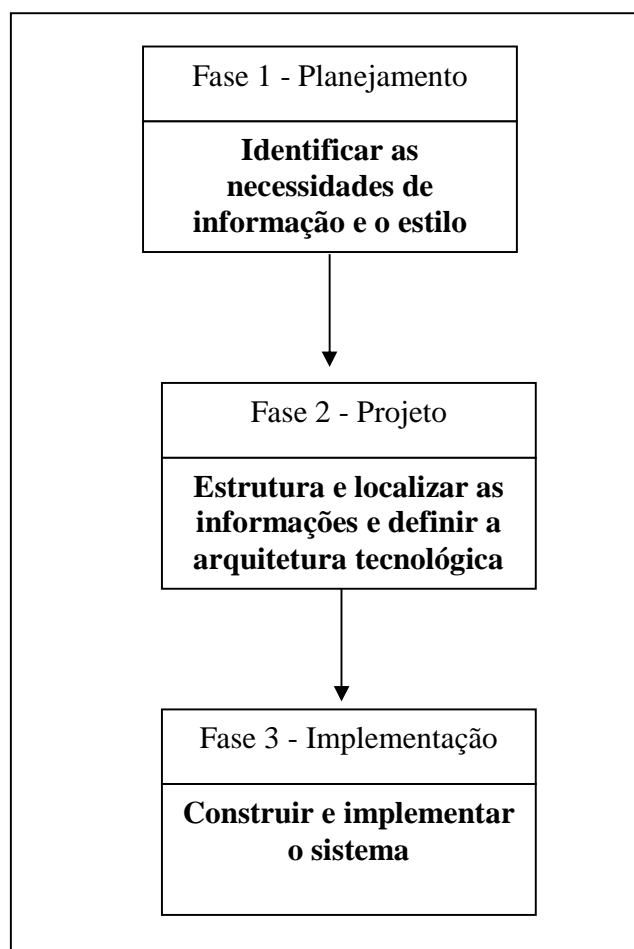 Fase 1 - Planejamento
Identificar as
necessidades de
informação e o estilo
Fase 2 - Projeto
Estrutura e localizar as
informações e definir a
arquitetura tecnológica
Fase 3 - Implementação
Construir e implementar
o sistema